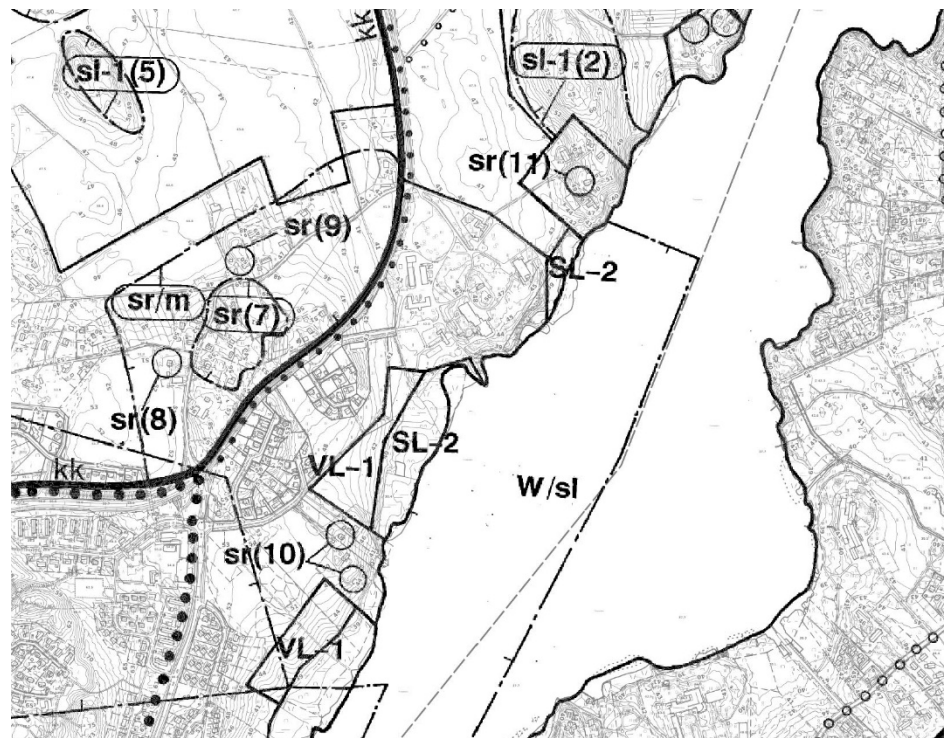 kk
sl-1(5)
sl-1(2)
sr(11)
sr(9)
SL-2
sr/m
sr(7)
sr(8)
SL-2
VL-1
kk
W/sl
sr(10)
VL-1